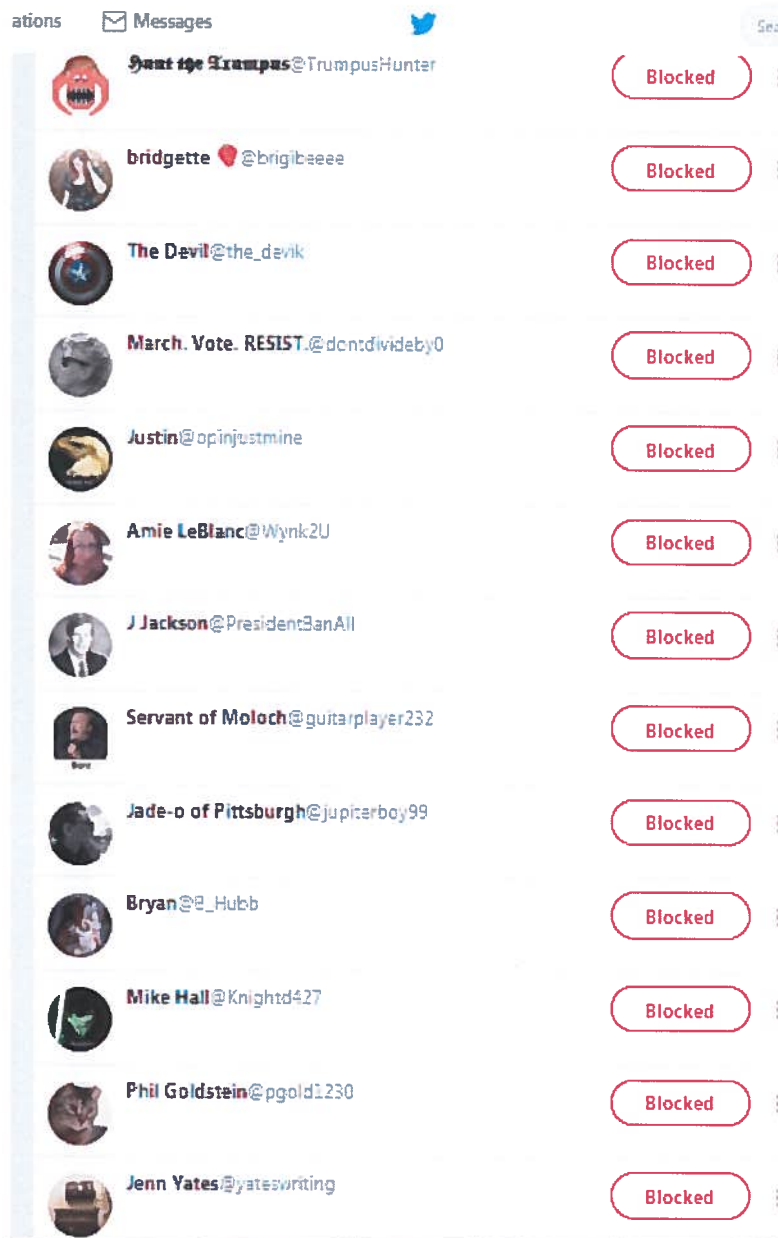 ations Messages
Sea
Hunt the Trumpus@TrumpusHunter
Blocked
bridgette @brigibeeee
Blocked
The Devil@the_devik
Blocked
March. Vote. RESIST.@dontdivideby0
Blocked
Justin@opinjustmine
Blocked
Amie LeBlanc@Wynk2U
Blocked
J Jackson@PresidentBanAll
Blocked
Servant of Moloch@guitarplayer232
Blocked
Jade-o of Pittsburgh@jupiterboy99
Blocked
Bryan@B_Hubb
Blocked
Mike Hall@Knightd427
Blocked
Phil Goldstein@pgold1230
Blocked
Jenn Yates@yateswriting
Blocked